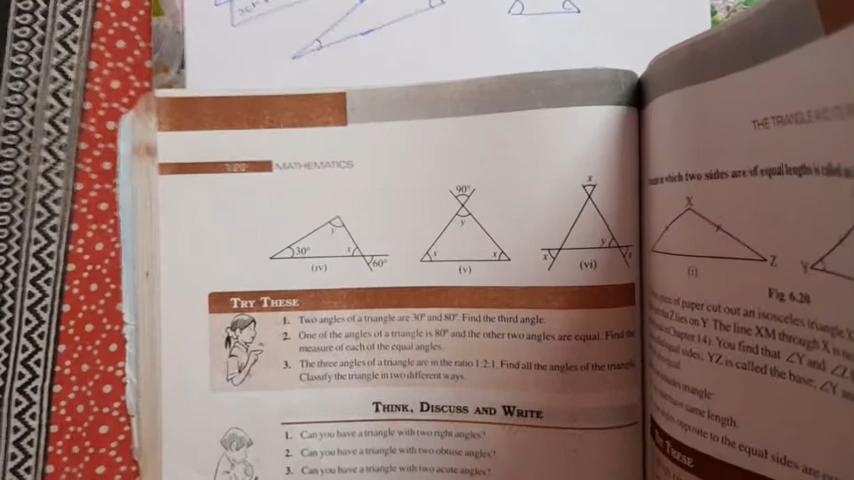 MATHEMATICS
THE TRIANGLE AND
30° y x 60°
(iv)
90° y x x
(v)
x y x x
(vi)
in which two sides are of equal lengths is called
X Z
(i)
Y
Fig 6.20
TRY THESE
1. Two angles of a triangle are 30° and 80°. Find the third angle.
2. One of the angles of a triangle is 80° and the other two angles are equal. Find the
measure of each of the equal angles.
3. The three angles of a triangle are in the ratio 1:2:1. Find all the angles of the triangle.
Classify the triangle in two different ways.
THINK, DISCUSS AND WRITE
1. Can you have a triangle with two right angles?
2. Can you have a triangle with two obtuse angles?
3. Can you have a triangle with two acute angles?
of paper cut out an isosceles triangle
Z lies on Y. The line XM through X is
Chapter 14). You find that ∠Y and ∠Z
equal sides; YZ is called the base; ∠Y and
triangle:
same length.
opposite to the equal sides are
THESE